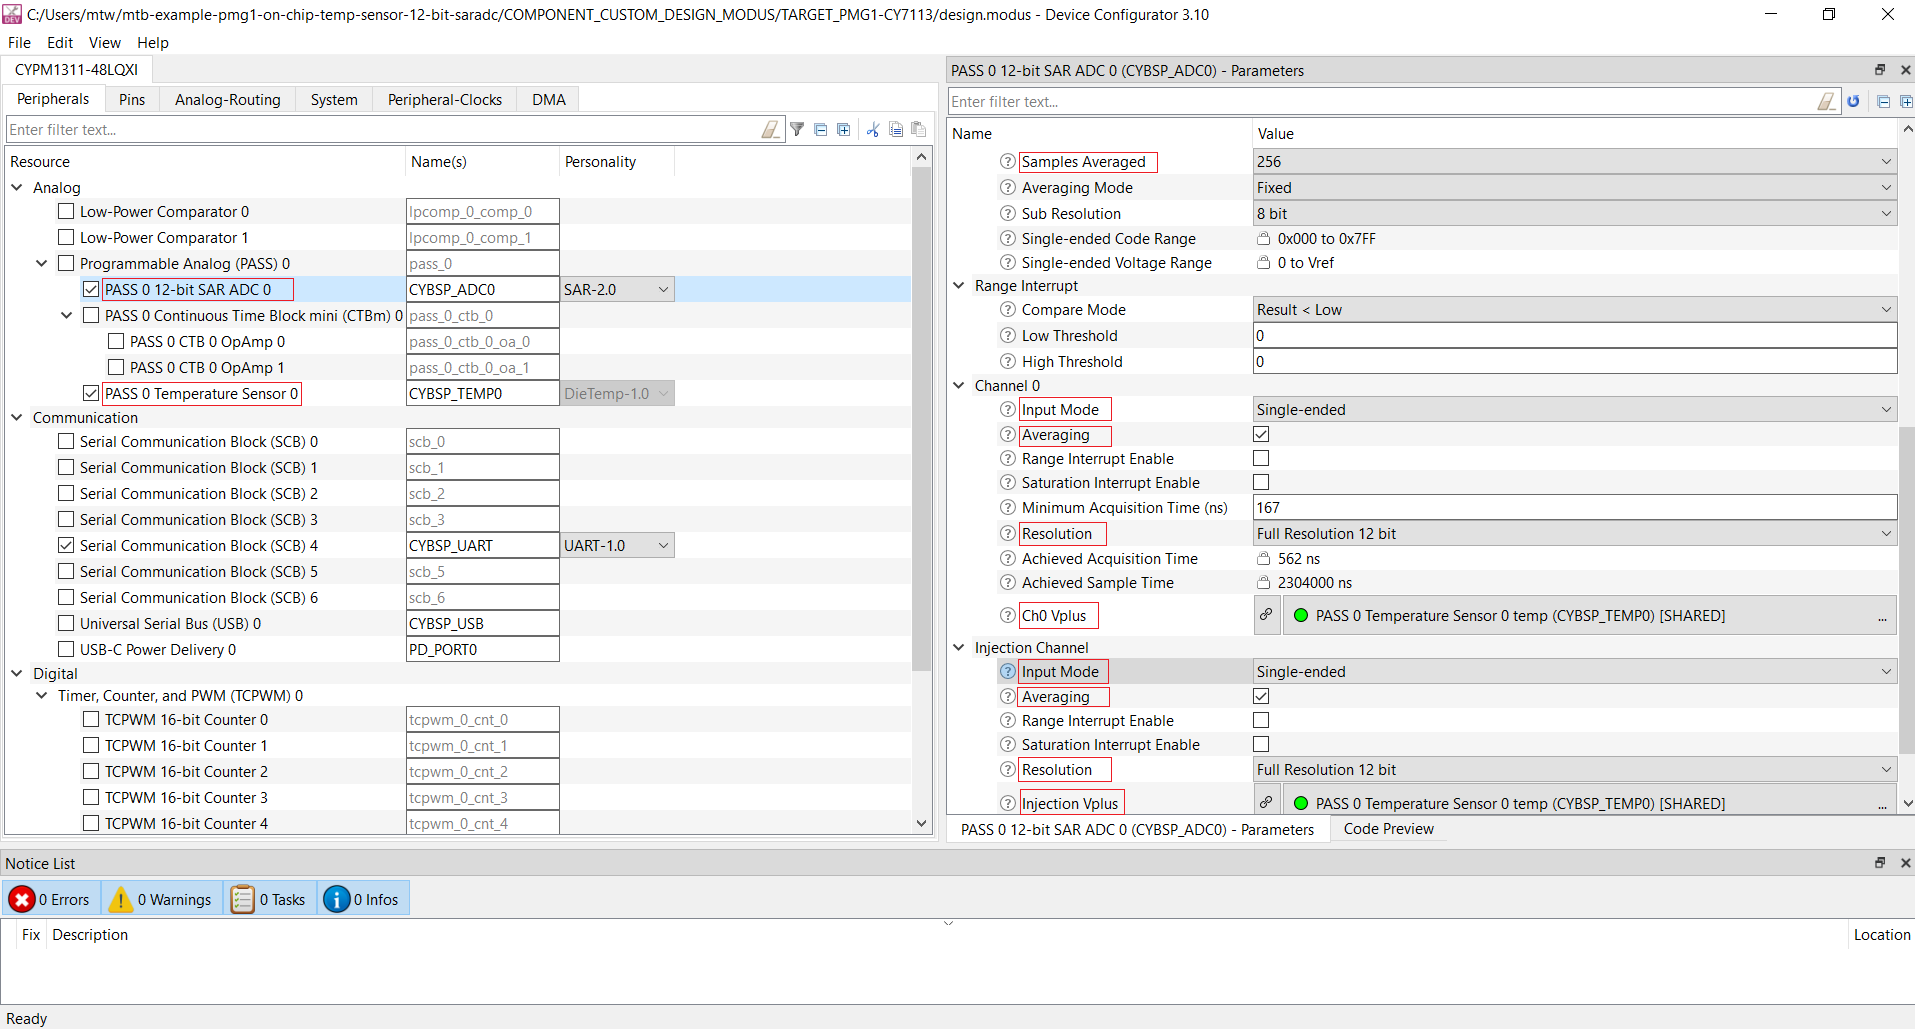 C:/Users/mtw/mtb-example-pmg1-on-chip-temp-sensor-12-bit-saradc/COMPONENT_CUSTOM_DESIGN_MODUS/TARGET_PMG1-CY7113/design.modus - Device Configurator 3.10
File Edit View Help
CYPM1311-48LQXI
Peripherals Pins Analog-Routing System Peripheral-Clocks DMA
Enter filter text...
Resource Name(s) Personality
Analog
Low-Power Comparator 0 lpcomp_0_comp_0
Low-Power Comparator 1 lpcomp_0_comp_1
Programmable Analog (PASS) 0 pass_0
PASS 0 12-bit SAR ADC 0 CYBSP_ADC0 SAR-2.0
PASS 0 Continuous Time Block mini (CTBm) 0 pass_0_ctb_0
PASS 0 CTB 0 OpAmp 0 pass_0_ctb_0_oa_0
PASS 0 CTB 0 OpAmp 1 pass_0_ctb_0_oa_1
PASS 0 Temperature Sensor 0 CYBSP_TEMP0 DieTemp-1.0
Communication
Serial Communication Block (SCB) 0 scb_0
Serial Communication Block (SCB) 1 scb_1
Serial Communication Block (SCB) 2 scb_2
Serial Communication Block (SCB) 3 scb_3
Serial Communication Block (SCB) 4 CYBSP_UART UART-1.0
Serial Communication Block (SCB) 5 scb_5
Serial Communication Block (SCB) 6 scb_6
Universal Serial Bus (USB) 0 CYBSP_USB
USB-C Power Delivery 0 PD_PORT0
Digital
Timer, Counter, and PWM (TCPWM) 0
TCPWM 16-bit Counter 0 tcpwm_0_cnt_0
TCPWM 16-bit Counter 1 tcpwm_0_cnt_1
TCPWM 16-bit Counter 2 tcpwm_0_cnt_2
TCPWM 16-bit Counter 3 tcpwm_0_cnt_3
TCPWM 16-bit Counter 4 tcpwm_0_cnt_4
PASS 0 12-bit SAR ADC 0 (CYBSP_ADC0) - Parameters
Enter filter text...
Name Value
Samples Averaged 256
Averaging Mode Fixed
Sub Resolution 8 bit
Single-ended Code Range 0x000 to 0x7FF
Single-ended Voltage Range 0 to Vref
Range Interrupt
Compare Mode Result < Low
Low Threshold 0
High Threshold 0
Channel 0
Input Mode Single-ended
Averaging
Range Interrupt Enable
Saturation Interrupt Enable
Minimum Acquisition Time (ns) 167
Resolution Full Resolution 12 bit
Achieved Acquisition Time 562 ns
Achieved Sample Time 2304000 ns
Ch0 Vplus PASS 0 Temperature Sensor 0 temp (CYBSP_TEMP0) [SHARED] ...
Injection Channel
Input Mode Single-ended
Averaging
Range Interrupt Enable
Saturation Interrupt Enable
Resolution Full Resolution 12 bit
Injection Vplus PASS 0 Temperature Sensor 0 temp (CYBSP_TEMP0) [SHARED] ...
PASS 0 12-bit SAR ADC 0 (CYBSP_ADC0) - Parameters Code Preview
Notice List
0 Errors 0 Warnings 0 Tasks 0 Infos
Fix Description Location
Ready